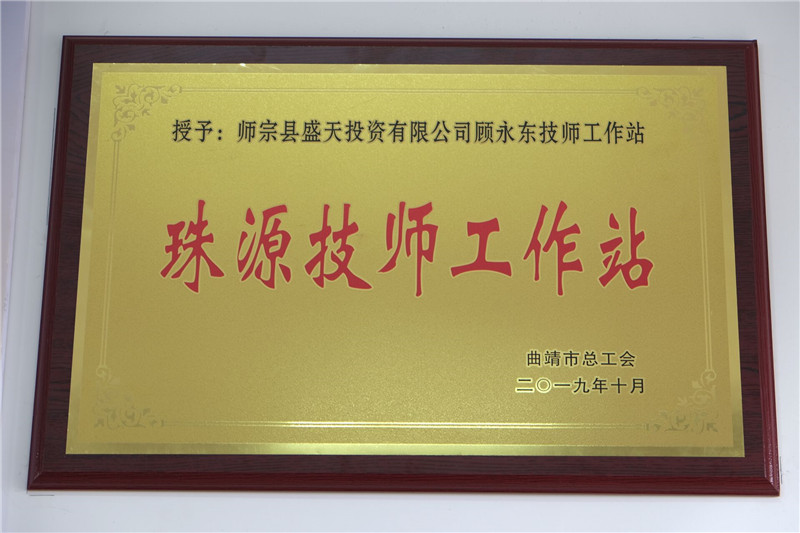 授予：师宗县盛天投资有限公司顾永东技师工作站
珠源技师工作站
曲靖市总工会
二〇一九年十月